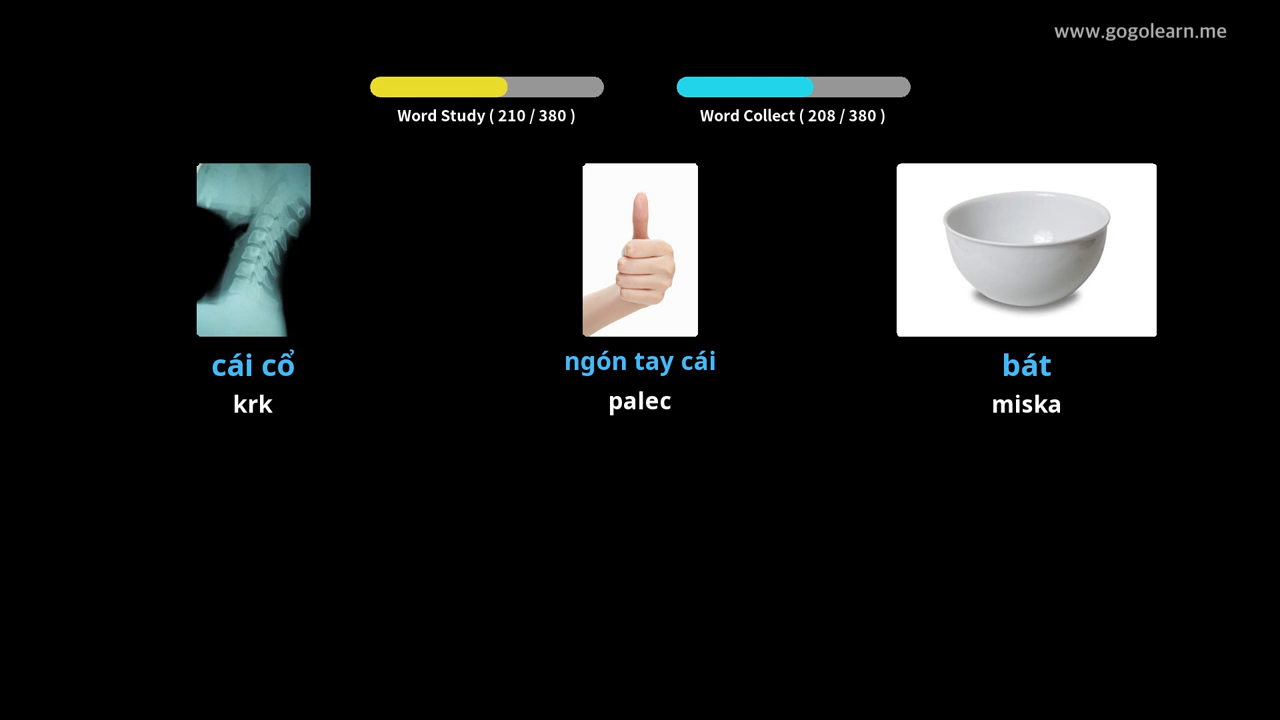 www.gogolearn.me
Word Study ( 210 / 380 )
Word Collect ( 208 / 380 )
cái cổ
krk
ngón tay cái
palec
bát
miska